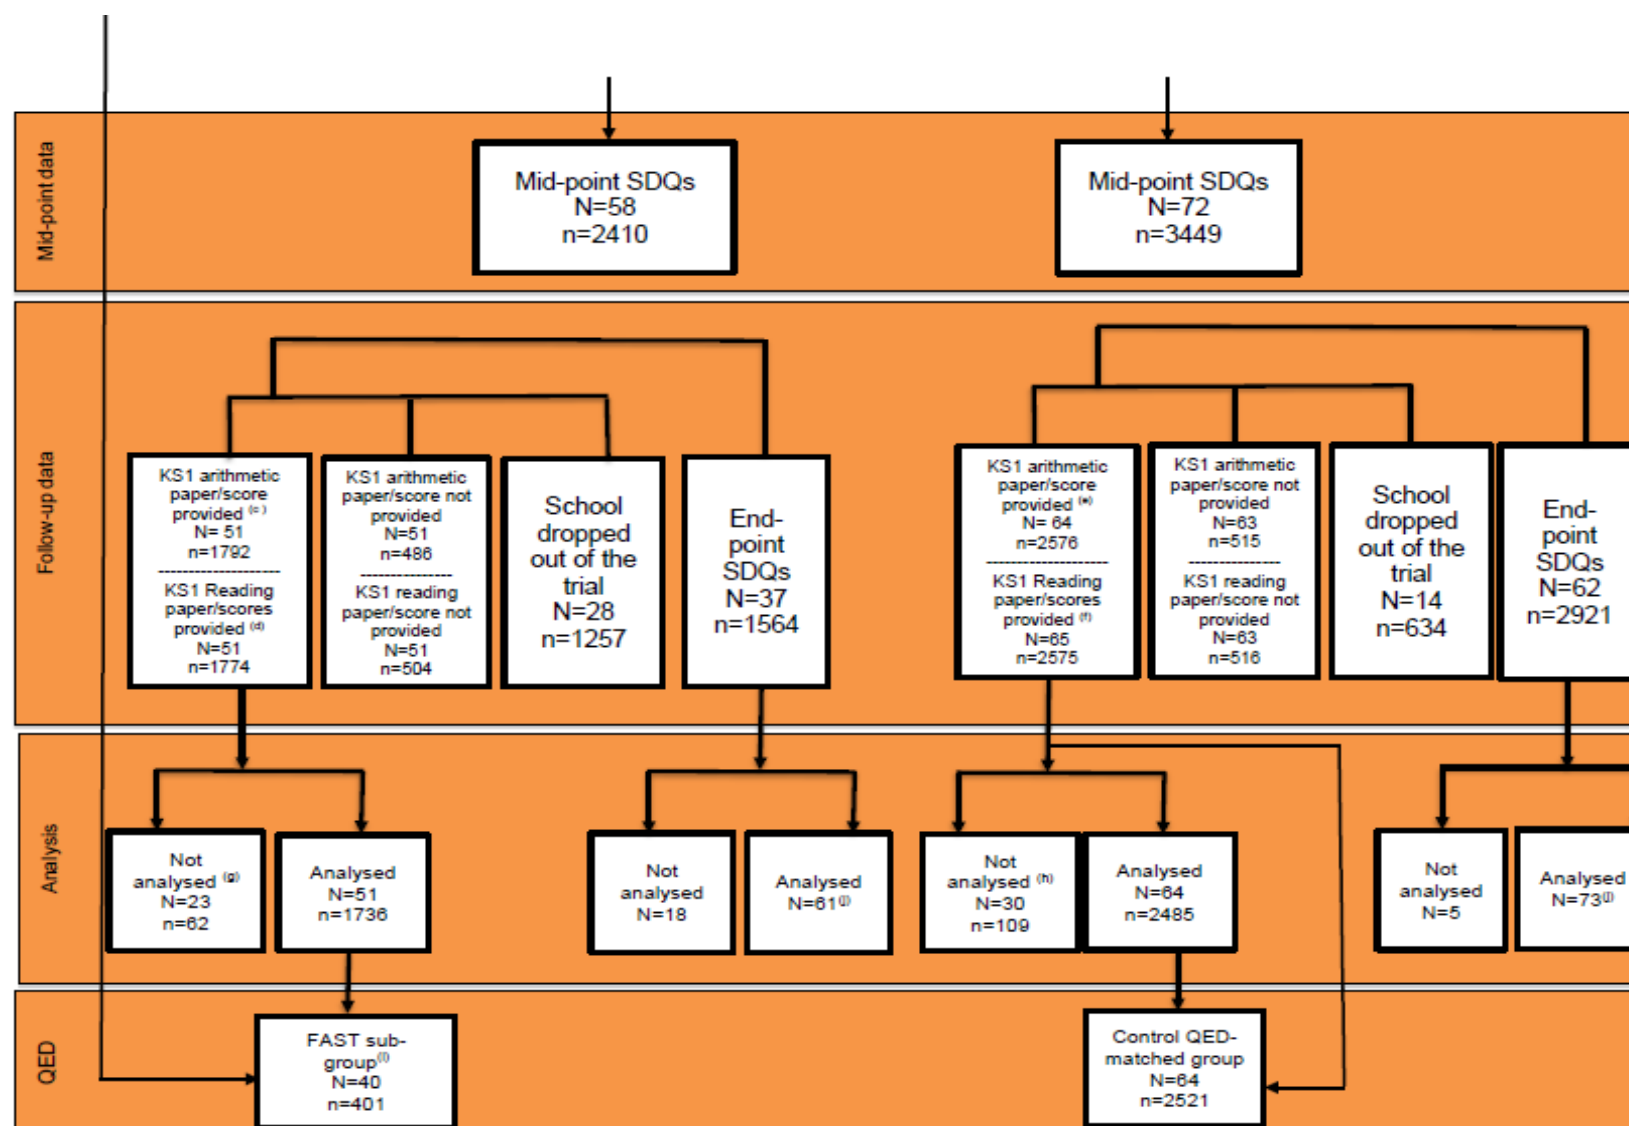 Mid-point data
Mid-point SDQs
N=58
n=2410
Mid-point SDQs
N=72
n=3449
Follow-up data
KS1 arithmetic
paper/score
provided (c )
N= 51
n=1792
---------------------
KS1 Reading
paper/scores
provided (d)
N=51
n=1774
KS1 arithmetic
paper/score not
provided
N=51
n=486
----------------
KS1 reading
paper/score not
provided
N=51
n=504
School
dropped
out of the
trial
N=28
n=1257
End-
point
SDQs
N=37
n=1564
KS1 arithmetic
paper/score
provided (e)
N= 64
n=2576
---------------------
KS1 Reading
paper/scores
provided (f)
N=65
n=2575
KS1 arithmetic
paper/score not
provided
N=63
n=515
----------------
KS1 reading
paper/score not
provided
N=63
n=516
School
dropped
out of the
trial
N=14
n=634
End-
point
SDQs
N=62
n=2921
Analysis
Not
analysed (g)
N=23
n=62
Analysed
N=51
n=1736
Not
analysed
N=18
Analysed
N=61(j)
Not
analysed (h)
N=30
n=109
Analysed
N=64
n=2485
Not
analysed
N=5
Analysed
N=73(j)
QED
FAST sub-
group(i)
N=40
n=401
Control QED-
matched group
N=64
n=2521